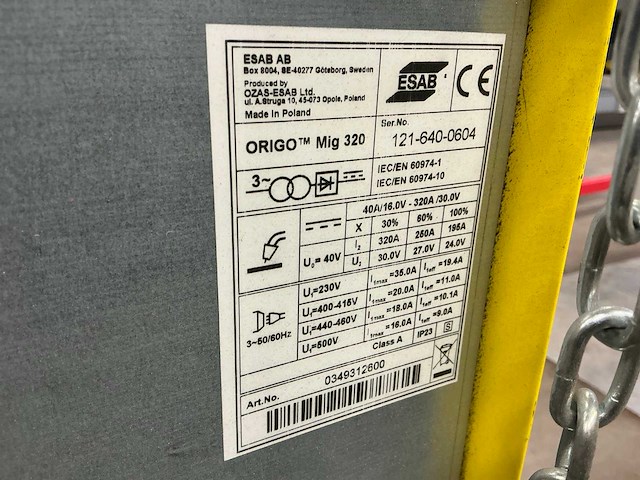 ESAB AB
Box 8004, SE-40277 Göteborg, Sweden
Produced by
OZAS-ESAB Ltd.
ul. A.Struga 10, 45-073 Opole, Poland
Made In Poland
ESAB
CE
ORIGO™ Mig 320
Ser.No.
121-640-0604
3~
IEC/EN 60974-1
IEC/EN 60974-10
40A/16.0V - 320A/30.0V
X 30% 60% 100%
I2 320A 250A 195A
U0= 40V U2 30.0V 27.0V 24.0V
U1=230V I1max=35.0A I1eff=19.4A
U1=400-415V I1max=20.0A I1eff=11.0A
U1=440-460V I1max=18.0A I1eff=10.1A
U1=500V I1max=16.0A I1eff=9.0A
3~50/60Hz
Class A IP23 S
Art.No. 0349312600